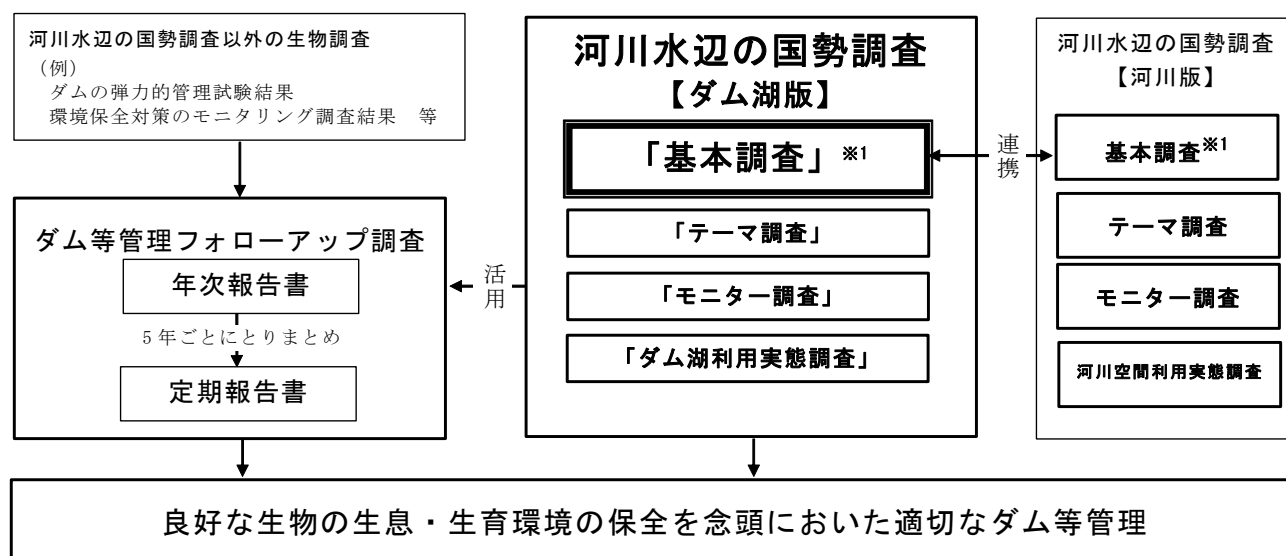 河川水辺の国勢調査以外の生物調査
（例）
ダムの弾力的管理試験結果
環境保全対策のモニタリング調査結果　等
ダム等管理フォローアップ調査
年次報告書
5年ごとにとりまとめ
定期報告書
活用
河川水辺の国勢調査
【ダム湖版】
「基本調査」※1
「テーマ調査」
「モニター調査」
「ダム湖利用実態調査」
連携
河川水辺の国勢調査
【河川版】
基本調査※1
テーマ調査
モニター調査
河川空間利用実態調査
良好な生物の生息・生育環境の保全を念頭においた適切なダム等管理